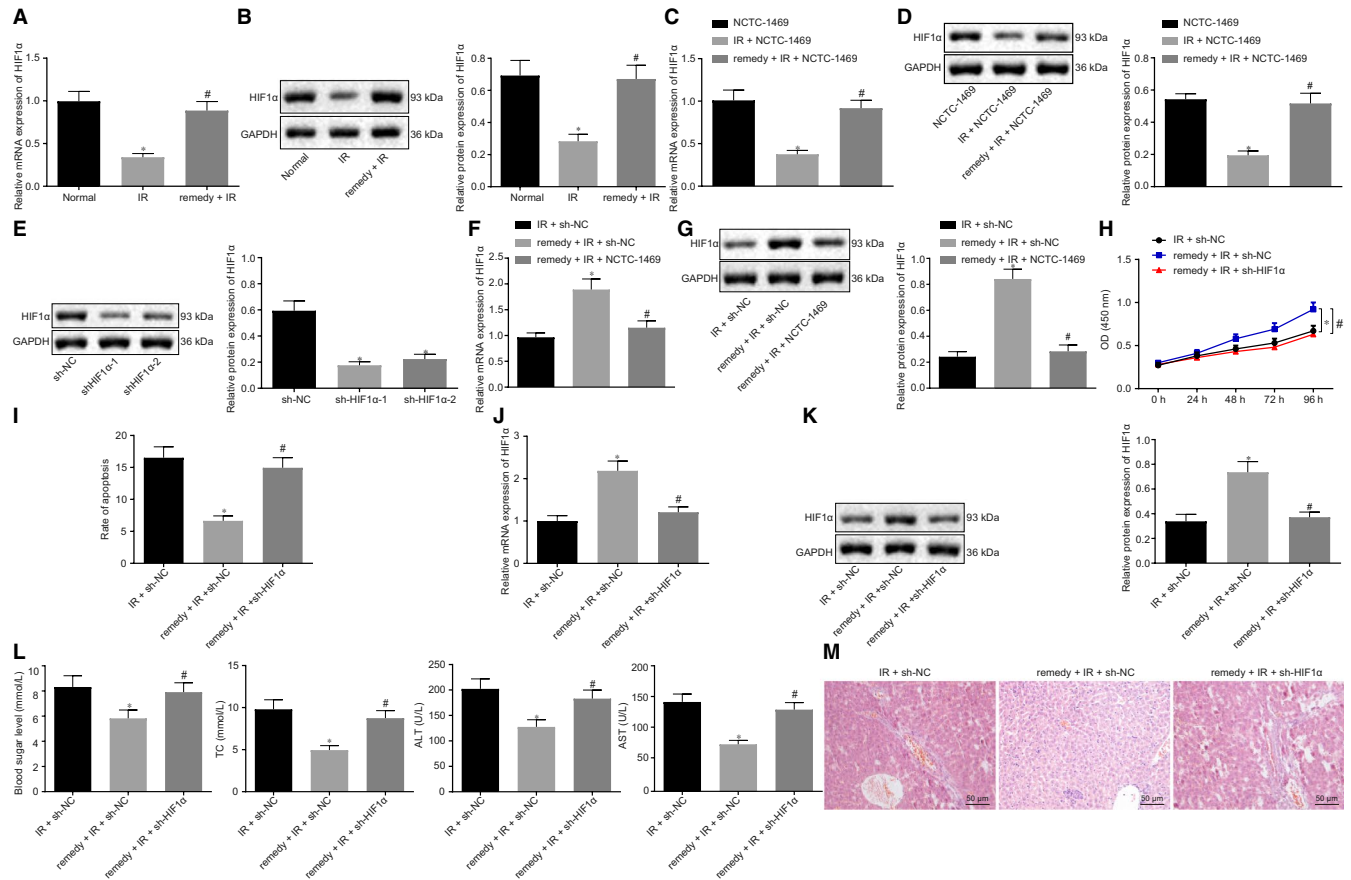 A
Relative mRNA expression of HIF1α
1.5
1.0
0.5
0.0
*
#
Normal
IR
remedy + IR
B
HIF1α
93 kDa
GAPDH
36 kDa
Normal
IR
remedy + IR
Relative protein expression of HIF1α
0.8
0.6
0.4
0.2
0.0
*
#
Normal
IR
remedy + IR
C
NCTC-1469
IR + NCTC-1469
remedy + IR + NCTC-1469
Relative mRNA expression of HIF1α
1.5
1.0
0.5
0.0
*
#
D
HIF1α
93 kDa
GAPDH
36 kDa
NCTC-1469
IR + NCTC-1469
remedy + IR + NCTC-1469
NCTC-1469
IR + NCTC-1469
remedy + IR + NCTC-1469
Relative protein expression of HIF1α
0.8
0.6
0.4
0.2
0.0
*
#
E
HIF1α
93 kDa
GAPDH
36 kDa
sh-NC
shHIF1α-1
shHIF1α-2
Relative protein expression of HIF1α
0.8
0.6
0.4
0.2
0.0
*
*
sh-NC
sh-HIF1α-1
sh-HIF1α-2
F
IR + sh-NC
remedy + IR + sh-NC
remedy + IR + NCTC-1469
Relative mRNA expression of HIF1α
2.5
2.0
1.5
1.0
0.5
0.0
*
#
G
HIF1α
93 kDa
GAPDH
36 kDa
IR + sh-NC
remedy + IR + sh-NC
remedy + IR + NCTC-1469
IR + sh-NC
remedy + IR + sh-NC
remedy + IR + NCTC-1469
Relative protein expression of HIF1α
1.0
0.8
0.6
0.4
0.2
0.0
*
#
H
IR + sh-NC
remedy + IR + sh-NC
remedy + IR + sh-HIF1α
OD (450 nm)
1.5
1.0
0.5
0.0
*
#
0 h
24 h
48 h
72 h
96 h
I
Rate of apoptosis
20
15
10
5
0
*
#
IR + sh-NC
remedy + IR +sh-NC
remedy + IR +sh-HIF1α
J
Relative mRNA expression of HIF1α
3
2
1
0
*
#
IR + sh-NC
remedy + IR +sh-NC
remedy + IR +sh-HIF1α
K
HIF1α
93 kDa
GAPDH
36 kDa
IR + sh-NC
remedy + IR +sh-NC
remedy + IR +sh-HIF1α
Relative protein expression of HIF1α
1.0
0.8
0.6
0.4
0.2
0.0
*
#
IR + sh-NC
remedy + IR +sh-NC
remedy + IR +sh-HIF1α
L
Blood sugar level (mmol/L)
10
8
6
4
2
0
*
#
IR + sh-NC
remedy + IR + sh-NC
remedy + IR + sh-HIF1α
TC (mmol/L)
15
10
5
0
*
#
IR + sh-NC
remedy + IR + sh-NC
remedy + IR + sh-HIF1α
ALT (U/L)
250
200
150
100
50
0
*
#
IR + sh-NC
remedy + IR + sh-NC
remedy + IR + sh-HIF1α
AST (U/L)
200
150
100
50
0
*
#
IR + sh-NC
remedy + IR + sh-NC
remedy + IR + sh-HIF1α
M
IR + sh-NC
remedy + IR + sh-NC
remedy + IR + sh-HIF1α
50 μm
50 μm
50 μm